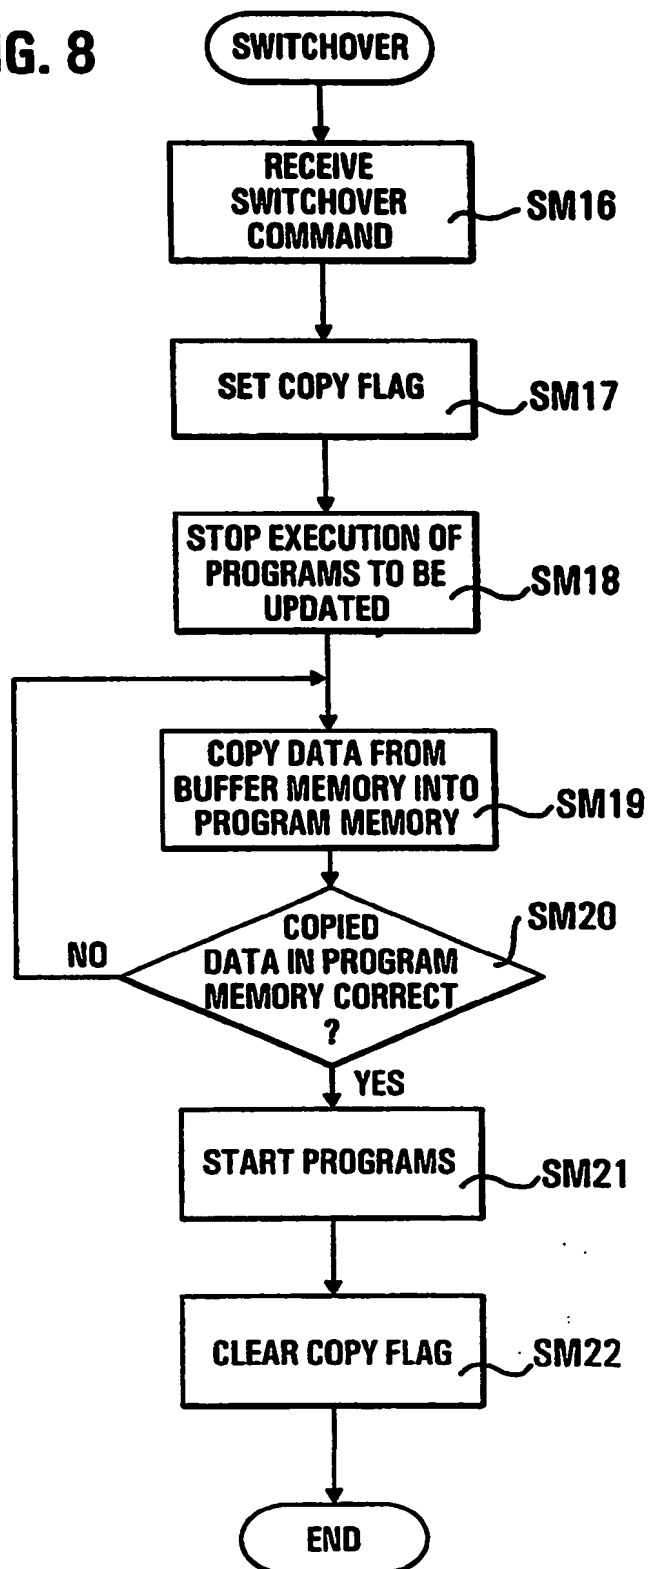 G. 8
SWITCHOVER
RECEIVE
SWITCHOVER
COMMAND
SM16
SET COPY FLAG
SM17
STOP EXECUTION OF
PROGRAMS TO BE
UPDATED
SM18
COPY DATA FROM
BUFFER MEMORY INTO
PROGRAM MEMORY
SM19
COPIED
DATA IN PROGRAM
MEMORY CORRECT
?
SM20
NO
YES
START PROGRAMS
SM21
CLEAR COPY FLAG
SM22
END